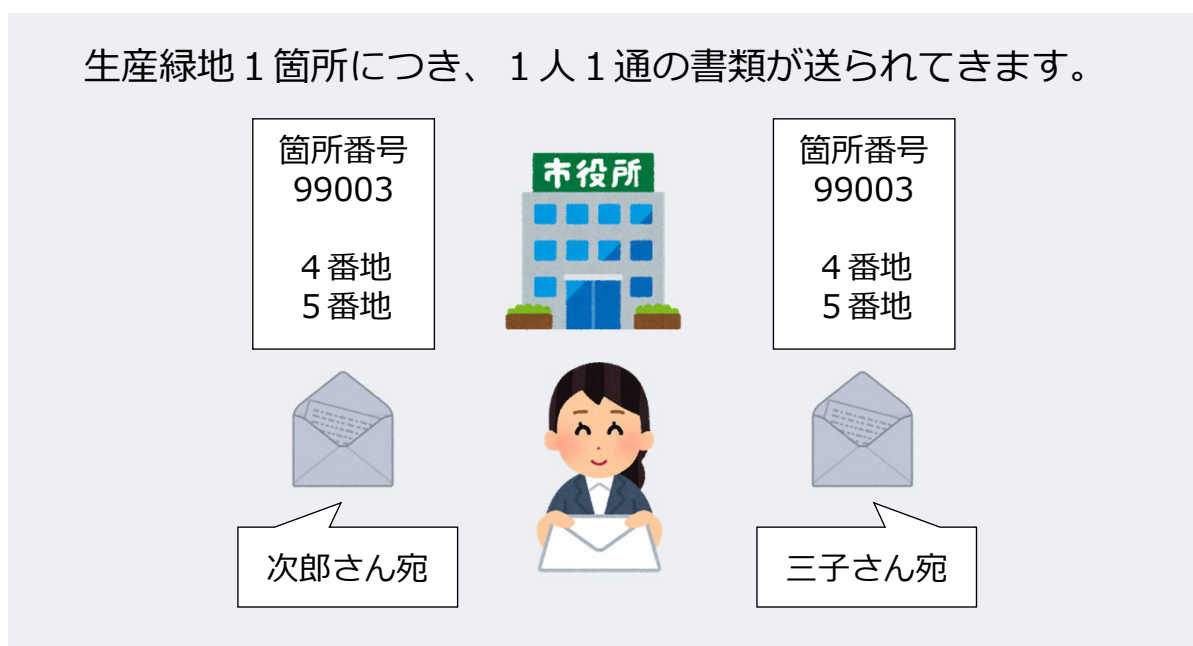 生産緑地１箇所につき、１人１通の書類が送られてきます。
箇所番号
99003
４番地
５番地
市役所
箇所番号
99003
４番地
５番地
次郎さん宛
三子さん宛